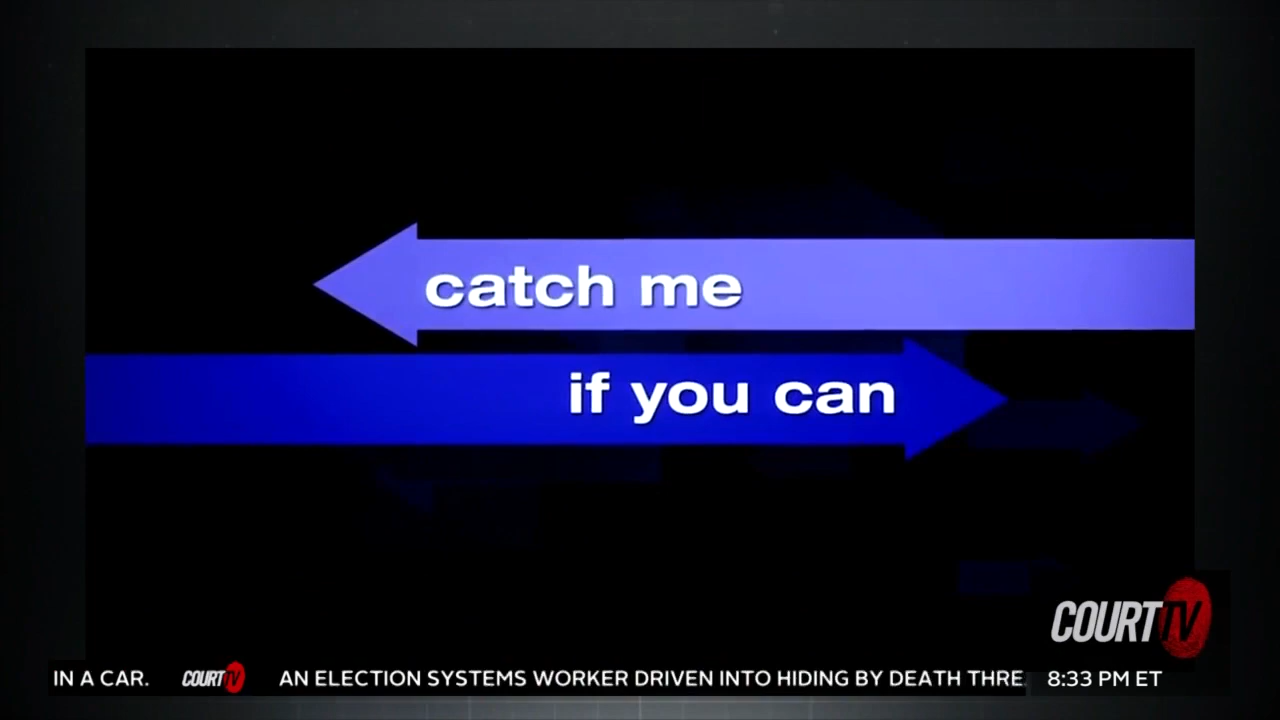 catch me
if you can
COURT TV
IN A CAR. COURT TV AN ELECTION SYSTEMS WORKER DRIVEN INTO HIDING BY DEATH THRE 8:33 PM ET